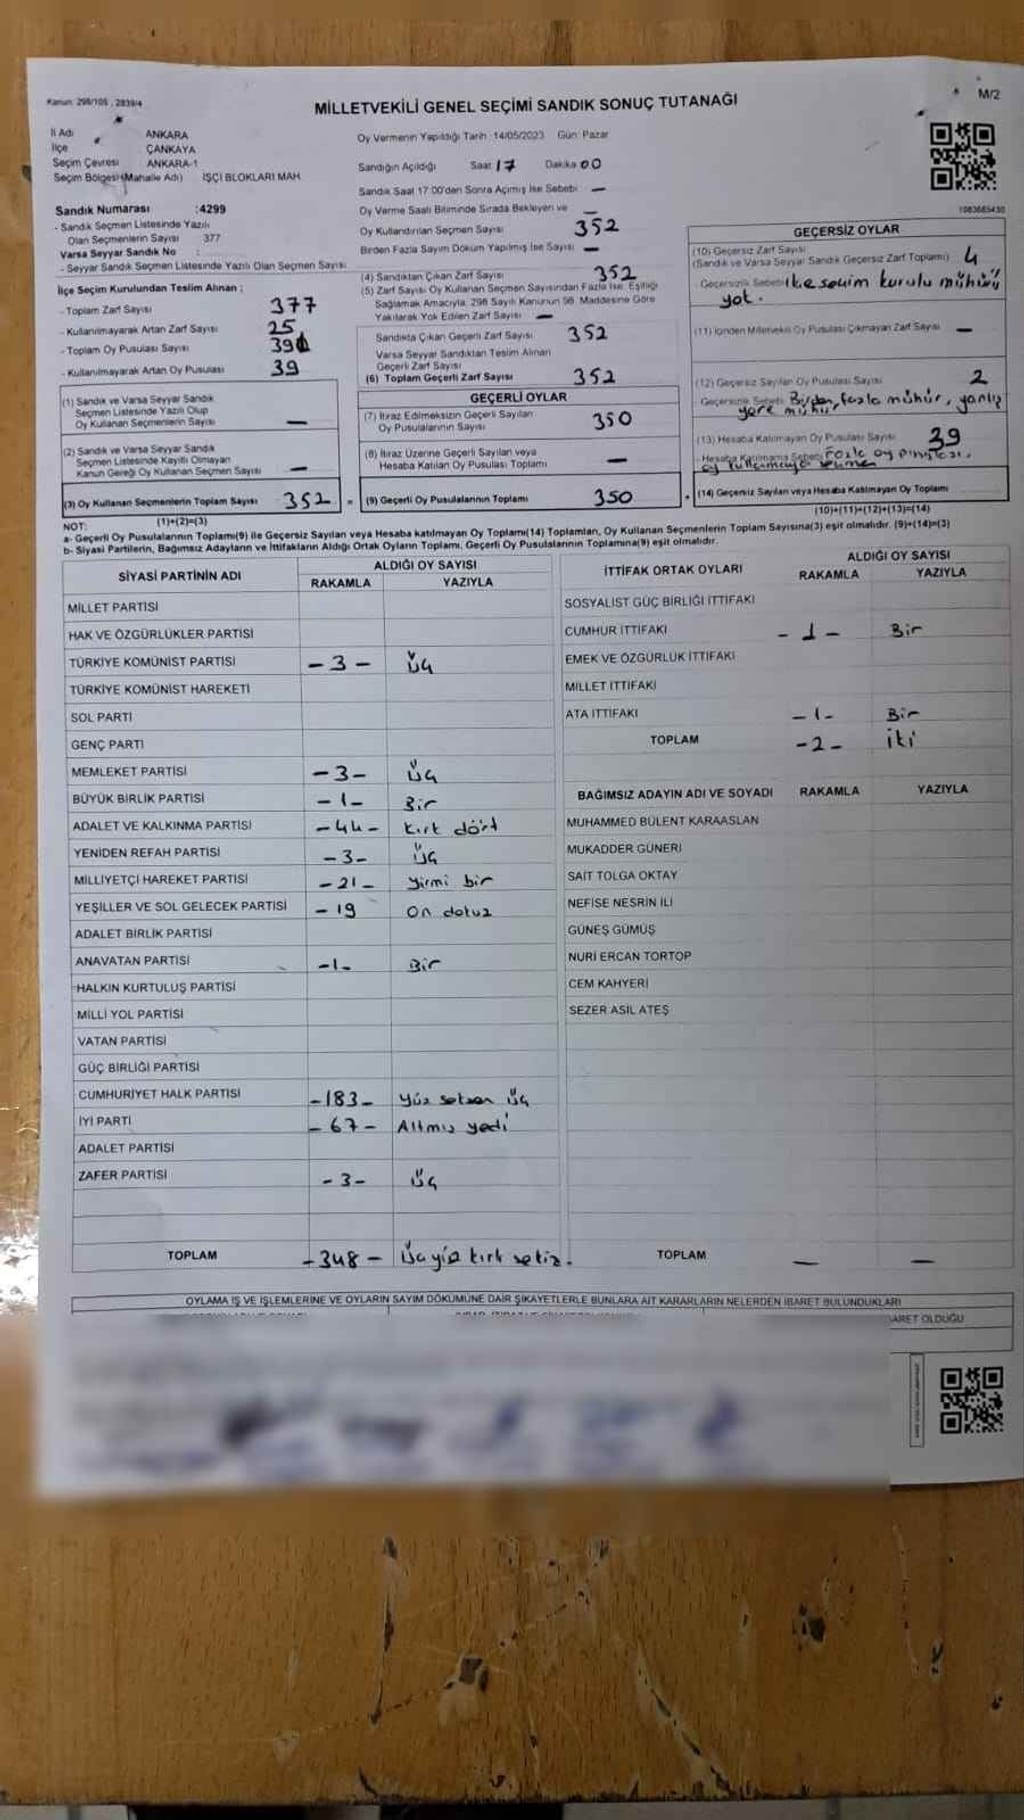 Kanun: 298/105 , 2839/4
M/2
MİLLETVEKİLİ GENEL SEÇİMİ SANDIK SONUÇ TUTANAĞI
İl Adı ANKARA
İlçe ÇANKAYA
Seçim Çevresi ANKARA-1
Seçim Bölgesi (Mahalle Adı) İŞÇİ BLOKLARI MAH.
Sandık Numarası :4299
- Sandık Seçmen Listesinde Yazılı
Olan Seçmenlerin Sayısı 377
Varsa Seyyar Sandık No :
- Seyyar Sandık Seçmen Listesinde Yazılı Olan Seçmen Sayısı
İlçe Seçim Kurulundan Teslim Alınan ;
- Toplam Zarf Sayısı 377
- Kullanılmayarak Artan Zarf Sayısı 25
- Toplam Oy Pusulası Sayısı
- Kullanılmayarak Artan Oy Pusulası 39
(1) Sandık ve Varsa Seyyar Sandık
Seçmen Listesinde Yazılı Olup
Oy Kullanan Seçmenlerin Sayısı —
(2) Sandık ve Varsa Seyyar Sandık
Seçmen Listesinde Kayıtlı Olmayan
Kanun Gereği Oy Kullanan Seçmen Sayısı —
(3) Oy Kullanan Seçmenlerin Toplam Sayısı 352
(1)+(2)=(3)
Oy Vermenin Yapıldığı Tarih :14/05/2023 Gün: Pazar
Sandığın Açıldığı Saat 17 Dakika 00
Sandık Saat 17:00'den Sonra Açılmış İse Sebebi —
Oy Verme Saati Bitiminde Sırada Bekleyen ve —
Oy Kullandırılan Seçmen Sayısı 352
Birden Fazla Sayım Döküm Yapılmış İse Sayısı —
(4) Sandıktan Çıkan Zarf Sayısı 352
(5) Zarf Sayısı Oy Kullanan Seçmen Sayısından Fazla İse; Eşitliği
Sağlamak Amacıyla, 298 Sayılı Kanunun 98. Maddesine Göre
Yakılarak Yok Edilen Zarf Sayısı —
Sandıkta Çıkan Geçerli Zarf Sayısı 352
Varsa Seyyar Sandıktan Teslim Alınan
Geçerli Zarf Sayısı
(6) Toplam Geçerli Zarf Sayısı 352
GEÇERLİ OYLAR
(7) İtiraz Edilmeksizin Geçerli Sayılan
Oy Pusulalarının Sayısı 350
(8) İtiraz Üzerine Geçerli Sayılan veya
Hesaba Katılan Oy Pusulası Toplamı —
= (9) Geçerli Oy Pusulalarının Toplamı 350
1083685430
GEÇERSİZ OYLAR
(10) Geçersiz Zarf Sayısı
(Sandık ve Varsa Seyyar Sandık Geçersiz Zarf Toplamı) 4
Geçersizlik Sebebi seçim kurulu mühürü
yok.
(11) İçinden Milletvekili Oy Pusulası Çıkmayan Zarf Sayısı —
(12) Geçersiz Sayılan Oy Pusulası Sayısı 2
Geçersizlik Sebebi Birden fazla mühür, yanlış
yere mühür
(13) Hesaba Katılmayan Oy Pusulası Sayısı 39
Hesaba Katılmama Sebebi Fazla oy pusulası,
oy
+ (14) Geçersiz Sayılan veya Hesaba Katılmayan Oy Toplamı
(10)+(11)+(12)+(13)=(14)
NOT:
a- Geçerli Oy Pusulalarının Toplamı(9) ile Geçersiz Sayılan veya Hesaba katılmayan Oy Toplamı(14) Toplamları, Oy Kullanan Seçmenlerin Toplam Sayısına(3) eşit olmalıdır. (9)+(14)=(3)
b- Siyasi Partilerin, Bağımsız Adayların ve İttifakların Aldığı Ortak Oyların Toplamı, Geçerli Oy Pusulalarının Toplamına(9) eşit olmalıdır.
SİYASİ PARTİNİN ADI
ALDIĞI OY SAYISI
RAKAMLA YAZIYLA
MİLLET PARTİSİ
HAK VE ÖZGÜRLÜKLER PARTİSİ
TÜRKİYE KOMÜNİST PARTİSİ -3- Üç
TÜRKİYE KOMÜNİST HAREKETİ
SOL PARTİ
GENÇ PARTİ
MEMLEKET PARTİSİ -3- Üç
BÜYÜK BİRLİK PARTİSİ -1- Bir
ADALET VE KALKINMA PARTİSİ -44- kırk dört
YENİDEN REFAH PARTİSİ -3- Üç
MİLLİYETÇİ HAREKET PARTİSİ -21- yirmi bir
YEŞİLLER VE SOL GELECEK PARTİSİ -19 On dokuz
ADALET BİRLİK PARTİSİ
ANAVATAN PARTİSİ -1- Bir
HALKIN KURTULUŞ PARTİSİ
MİLLİ YOL PARTİSİ
VATAN PARTİSİ
GÜÇ BİRLİĞİ PARTİSİ
CUMHURİYET HALK PARTİSİ -183- Yüz seksen üç
İYİ PARTİ -67- Altmış yedi
ADALET PARTİSİ
ZAFER PARTİSİ -3- Üç
TOPLAM -348- Üçyüz kırk sekiz.
İTTİFAK ORTAK OYLARI
ALDIĞI OY SAYISI
RAKAMLA YAZIYLA
SOSYALİST GÜÇ BİRLİĞİ İTTİFAKI
CUMHUR İTTİFAKI -1- Bir
EMEK VE ÖZGÜRLÜK İTTİFAKI
MİLLET İTTİFAKI
ATA İTTİFAKI -1- Bir
TOPLAM -2- iki
BAĞIMSIZ ADAYIN ADI VE SOYADI RAKAMLA YAZIYLA
MUHAMMED BÜLENT KARAASLAN
MUKADDER GÜNERİ
SAİT TOLGA OKTAY
NEFİSE NESRİN İLİ
GÜNEŞ GÜMÜŞ
NURİ ERCAN TORTOP
CEM KAHYERİ
SEZER ASİL ATEŞ
TOPLAM — —
OYLAMA İŞ VE İŞLEMLERİNE VE OYLARIN SAYIM DÖKÜMÜNE DAİR ŞİKAYETLERLE BUNLARA AİT KARARLARIN NELERDEN İBARET BULUNDUKLARI
ARET OLDUĞU